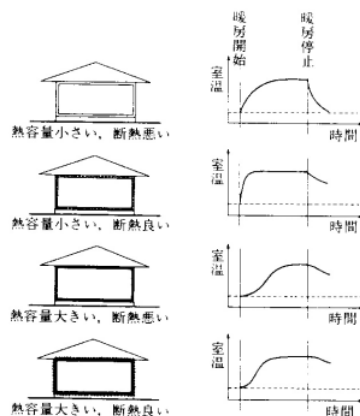 暖房開始
暖房停止
室温
時間
熱容量小さい，断熱悪い
室温
時間
熱容量小さい，断熱良い
室温
時間
熱容量大きい，断熱悪い
室温
時間
熱容量大きい，断熱良い